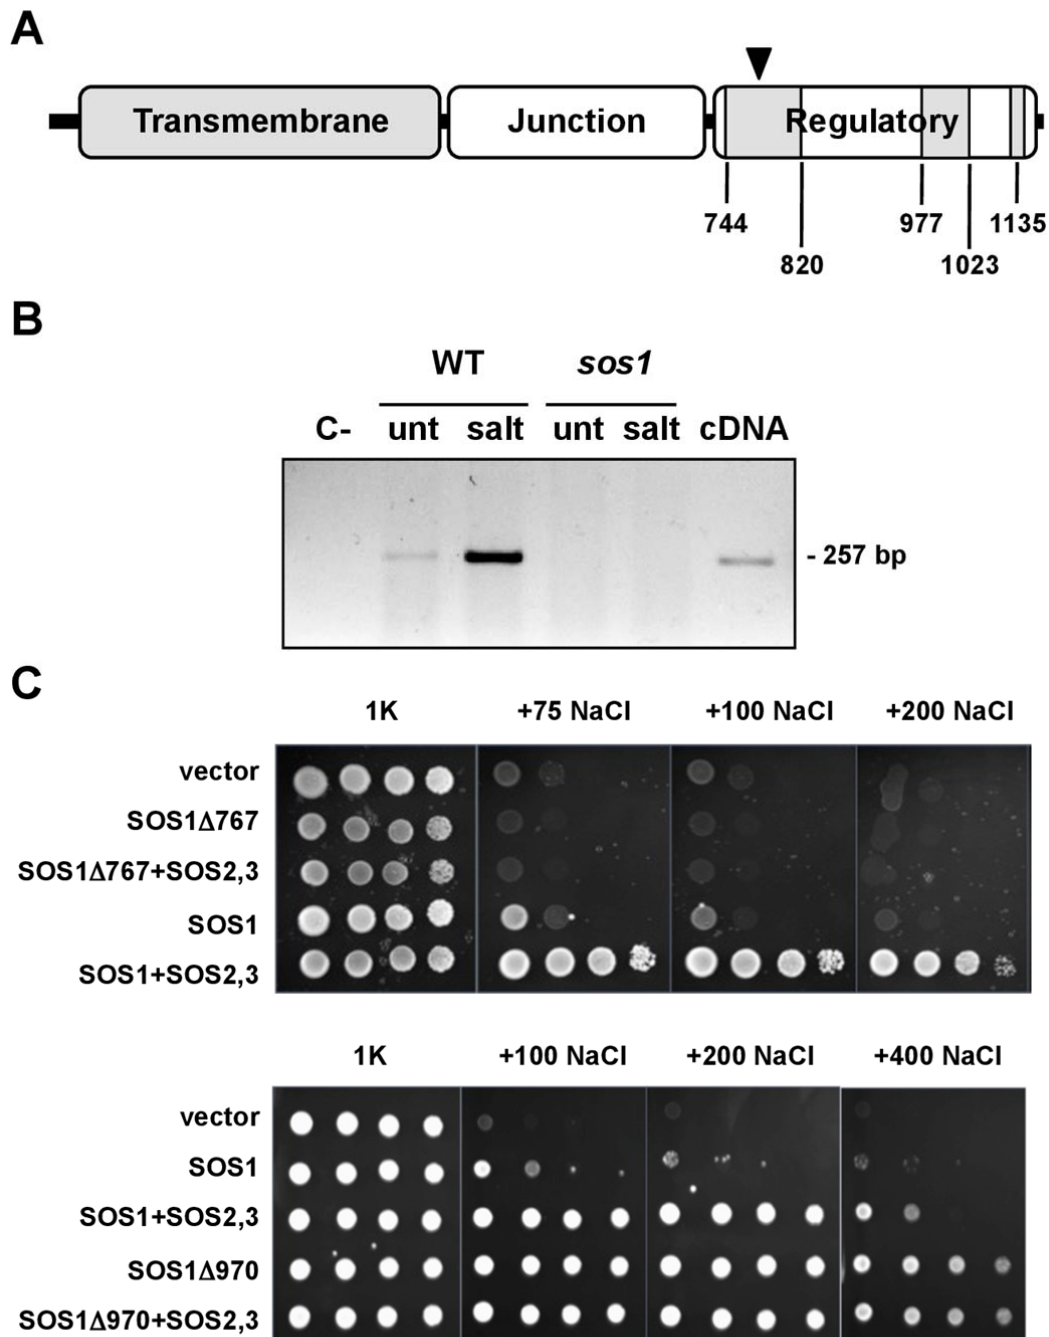 A
Transmembrane Junction Regulatory
744 977 1135
820 1023
B
WT sos1
C- unt salt unt salt cDNA
- 257 bp
C
1K +75 NaCl +100 NaCl +200 NaCl
vector
SOS1Δ767
SOS1Δ767+SOS2,3
SOS1
SOS1+SOS2,3
1K +100 NaCl +200 NaCl +400 NaCl
vector
SOS1
SOS1+SOS2,3
SOS1Δ970
SOS1Δ970+SOS2,3